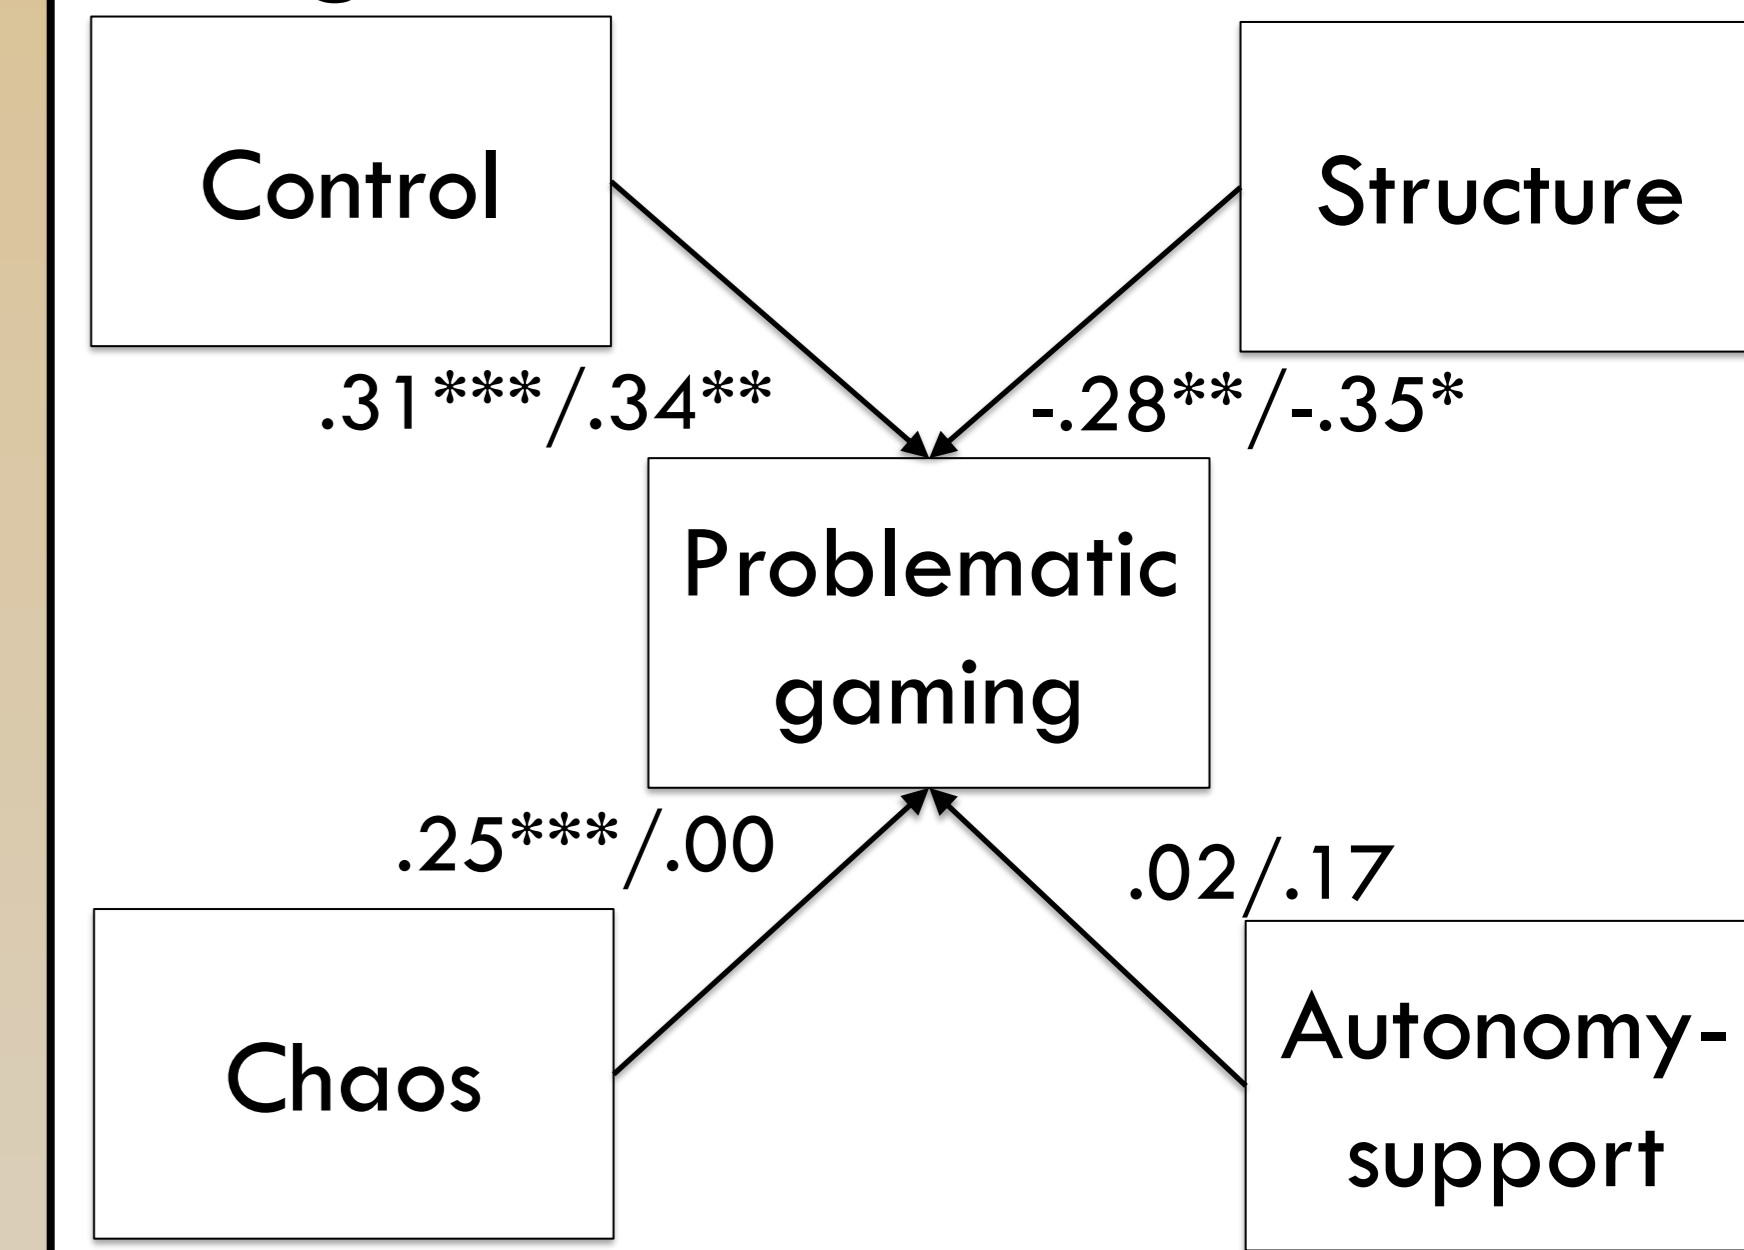 Control
Structure
.31***/.34**
-.28**/-.35*
Problematic
gaming
.25***/.00
.02/.17
Chaos
Autonomy-
support